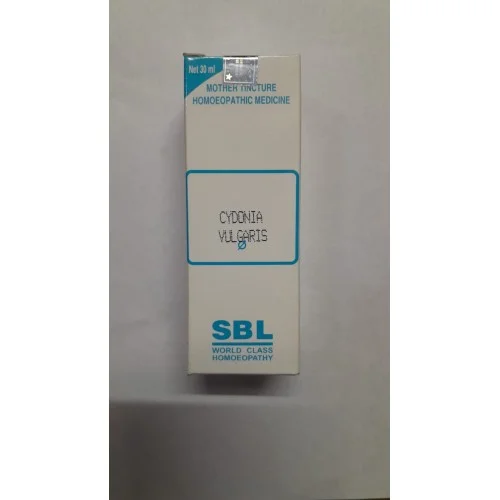 Net 30 ml
MOTHER TINCTURE
HOMOEOPATHIC MEDICINE
CYDONIA
VULGARIS
Ø
SBL
WORLD CLASS
HOMOEOPATHY